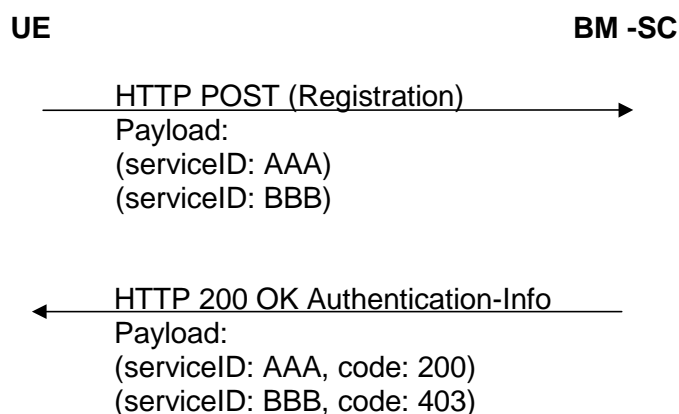 UE
BM -SC
HTTP POST (Registration)
Payload:
(serviceID: AAA)
(serviceID: BBB)
HTTP 200 OK Authentication-Info
Payload:
(serviceID: AAA, code: 200)
(serviceID: BBB, code: 403)